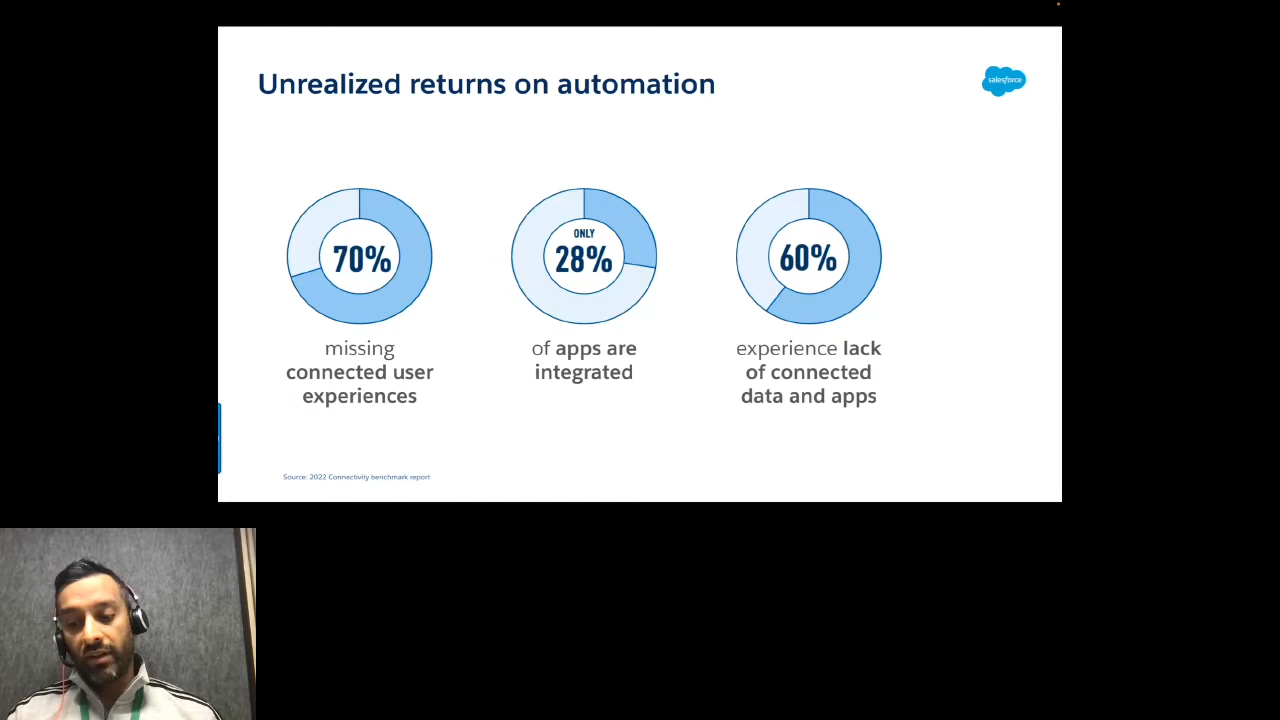 Unrealized returns on automation
salesforce
70%
missing
connected user
experiences
ONLY
28%
of apps are
integrated
60%
experience lack
of connected
data and apps
Source: 2022 Connectivity benchmark report